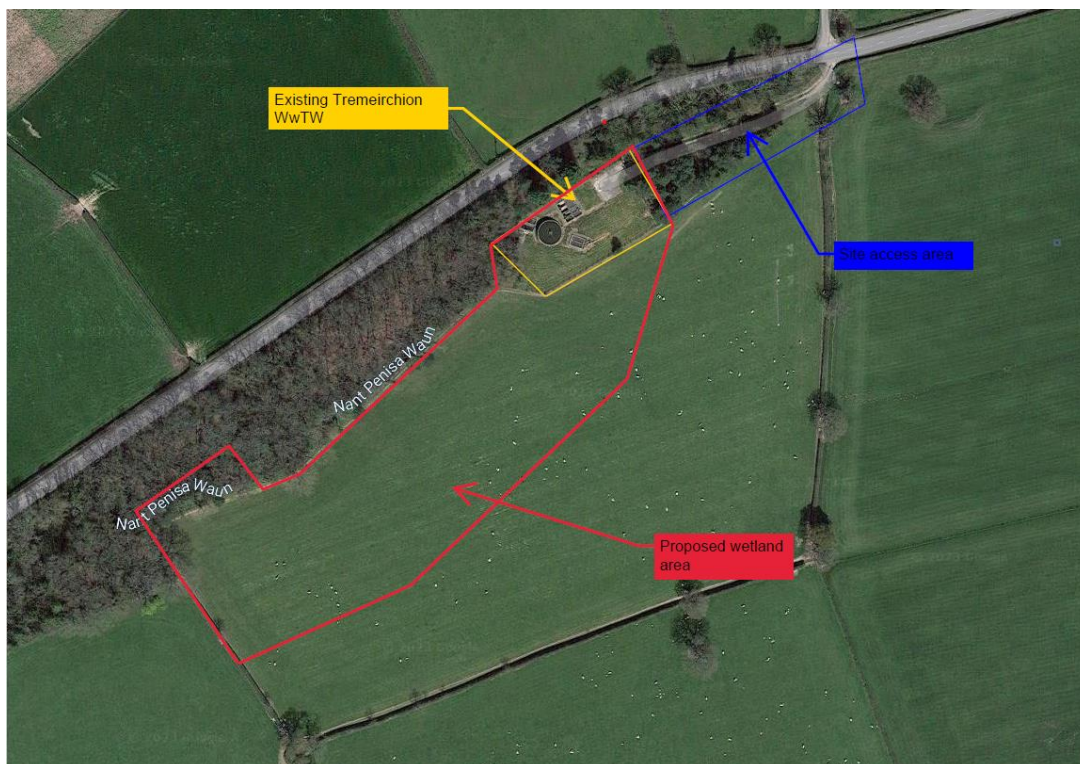 Existing Tremeirchion
WwTW
Site access area
Nant Penisa Waun
Nant Penisa Waun
Proposed wetland
area